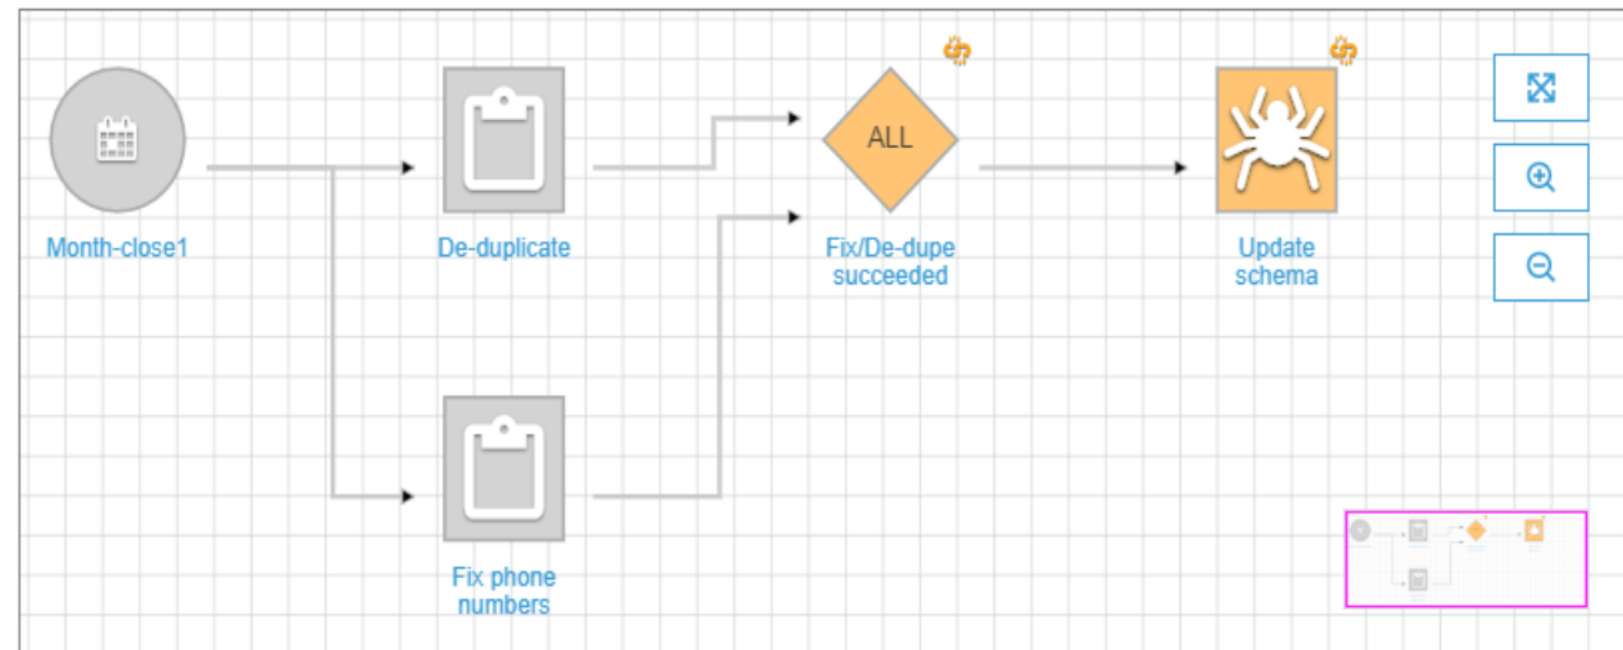 ALL
Month-close1
De-duplicate
Fix/De-dupe
succeeded
Update
schema
Fix phone
numbers